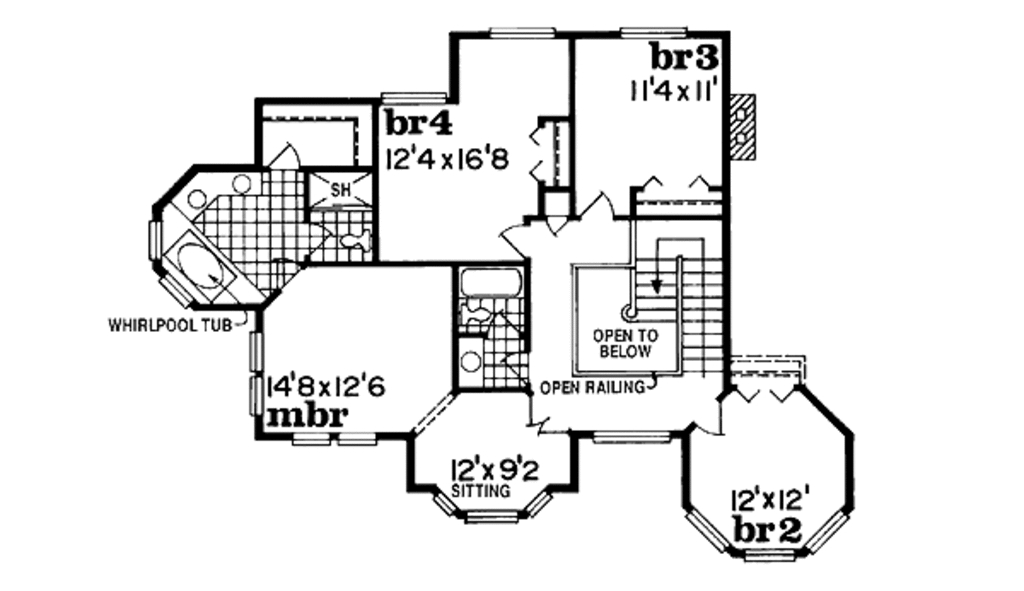 br3
11'4 x 11'
br4
12'4 x 16'8
SH
WHIRLPOOL TUB
OPEN TO
BELOW
14'8 x 12'6
mbr
OPEN RAILING
12' x 9'2
SITTING
12' x 12'
br2